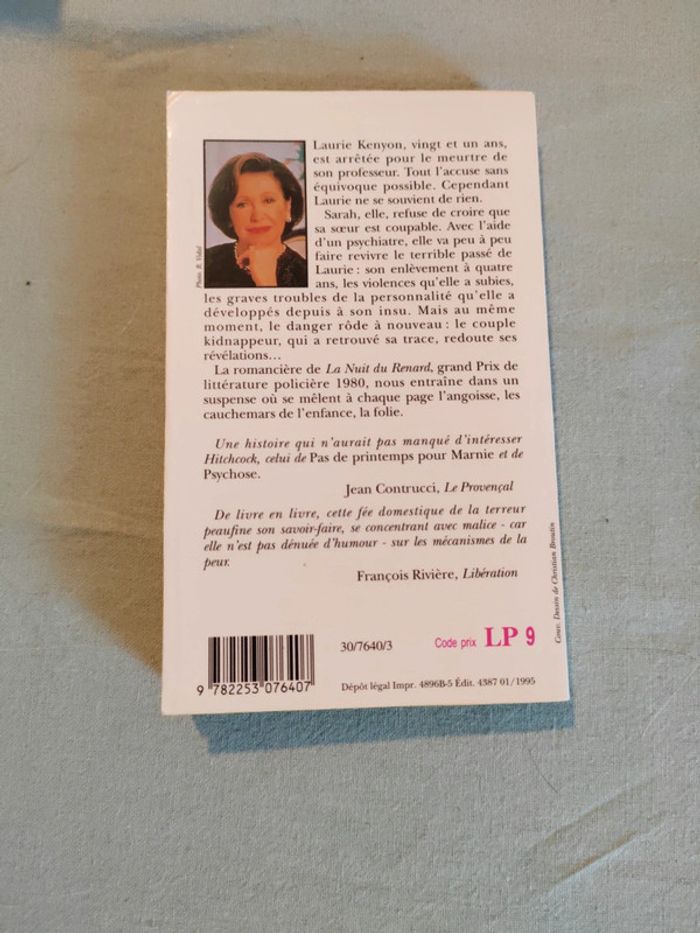 Laurie Kenyon, vingt et un ans,
est arrêtée pour le meurtre de
son professeur. Tout l'accuse sans
équivoque possible. Cependant
Laurie ne se souvient de rien.
Sarah, elle, refuse de croire que
sa sœur est coupable. Avec l'aide
d'un psychiatre, elle va peu à peu
faire revivre le terrible passé de
Laurie : son enlèvement à quatre
ans, les violences qu'elle a subies,
les graves troubles de la personnalité qu'elle a
développés depuis à son insu. Mais au même
moment, le danger rôde à nouveau : le couple
kidnappeur, qui a retrouvé sa trace, redoute ses
révélations…
La romancière de La Nuit du Renard, grand Prix de
littérature policière 1980, nous entraîne dans un
suspense où se mêlent à chaque page l'angoisse, les
cauchemars de l'enfance, la folie.
Une histoire qui n'aurait pas manqué d'intéresser
Hitchcock, celui de Pas de printemps pour Marnie et de
Psychose.
Jean Contrucci, Le Provençal
De livre en livre, cette fée domestique de la terreur
peaufine son savoir-faire, se concentrant avec malice - car
elle n'est pas dénuée d'humour - sur les mécanismes de la
peur.
François Rivière, Libération
Photo R. Vidal
Couv. Dessin de Christian Broutin
30/7640/3
Code prix LP 9
9 782253 076407
Dépôt légal Impr. 4896B-5 Édit. 4387 01/1995